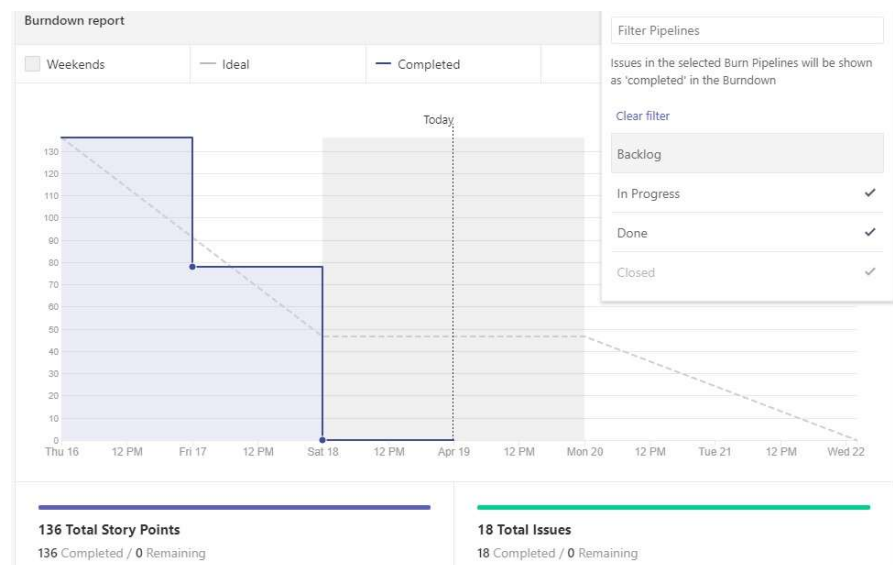 Burndown report
Weekends
Ideal
Completed
Filter Pipelines
Issues in the selected Burn Pipelines will be shown
as 'completed' in the Burndown
Clear filter
Backlog
In Progress
Done
Closed
Today
130
120
110
100
90
80
70
60
50
40
30
20
10
0
Thu 16 12 PM Fri 17 12 PM Sat 18 12 PM Apr 19 12 PM Mon 20 12 PM Tue 21 12 PM Wed 22
136 Total Story Points
136 Completed / 0 Remaining
18 Total Issues
18 Completed / 0 Remaining